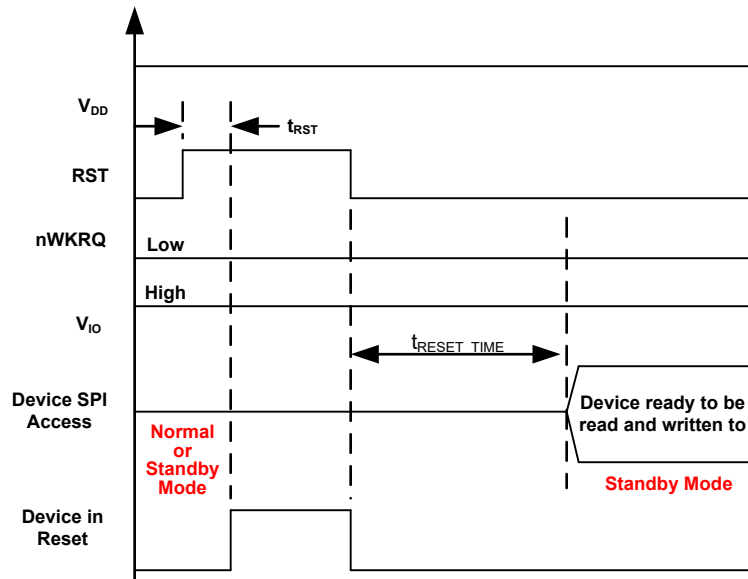 VDD
tRST
RST
nWKRQ
Low
High
VIO
tRESET_TIME
Device SPI
Access
Device ready to be
read and written to
Normal
or
Standby
Mode
Standby Mode
Device in
Reset